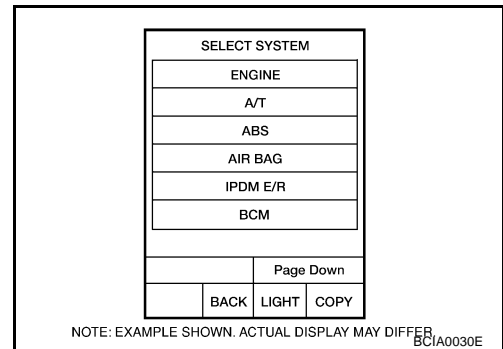 SELECT SYSTEM
ENGINE
A/T
ABS
AIR BAG
IPDM E/R
BCM
Page Down
BACK LIGHT COPY
NOTE: EXAMPLE SHOWN. ACTUAL DISPLAY MAY DIFFER.
BCIA0030E